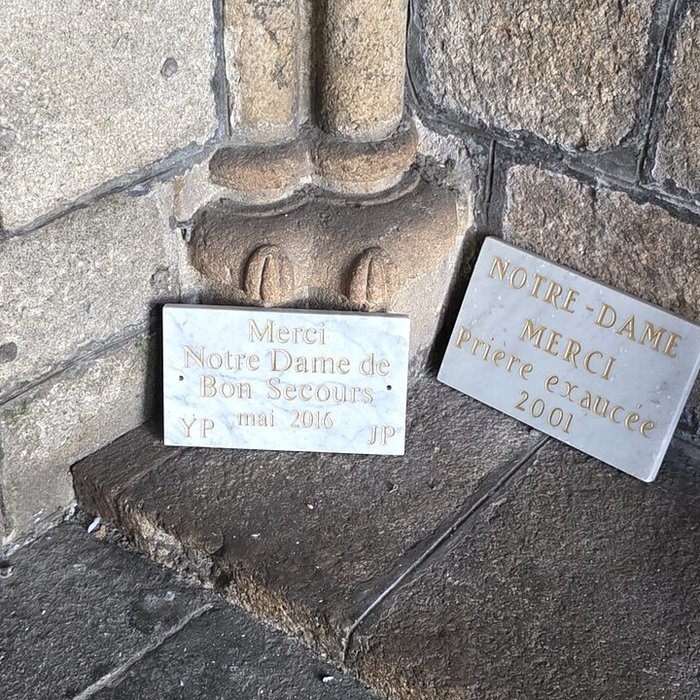 Merci
Notre Dame de
Bon Secours
mai 2016
YP JP
NOTRE-DAME
MERCI
Prière exaucée
2001